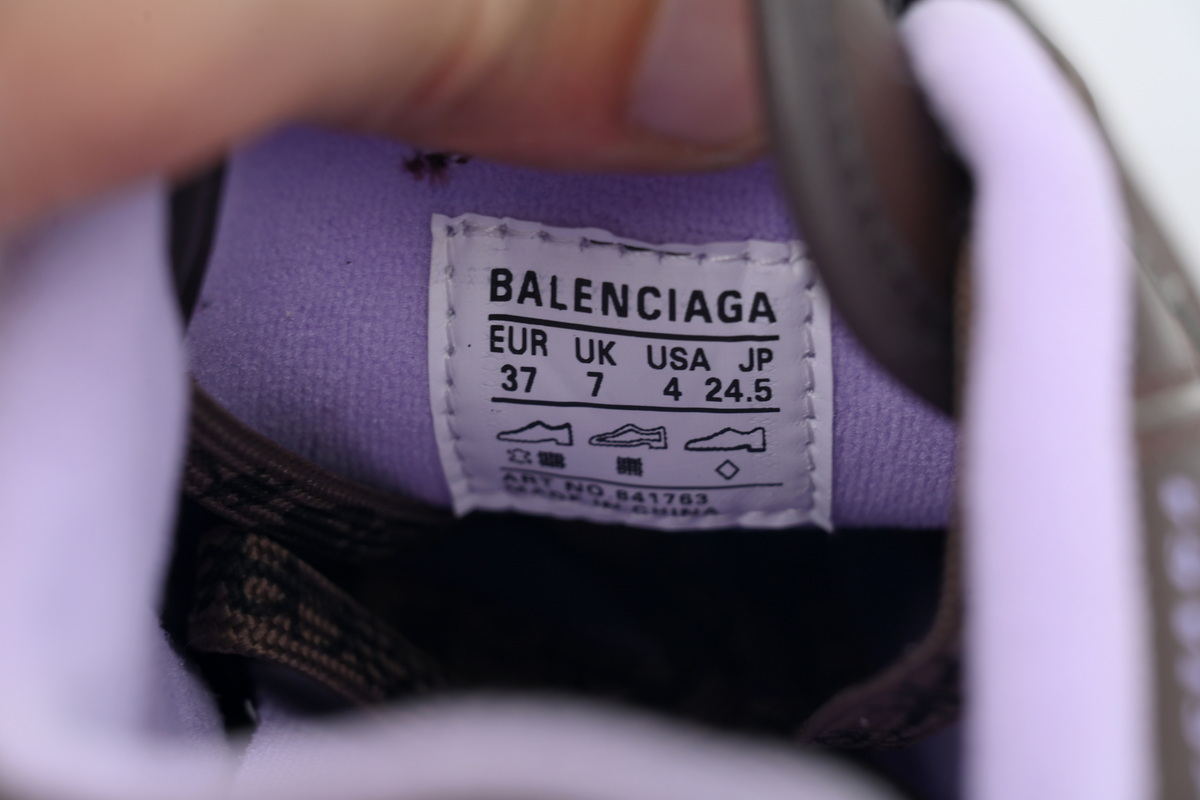 BALENCIAGA
EUR UK USA JP
37 7 4 24.5
ART NO 841763
MADE IN CHINA